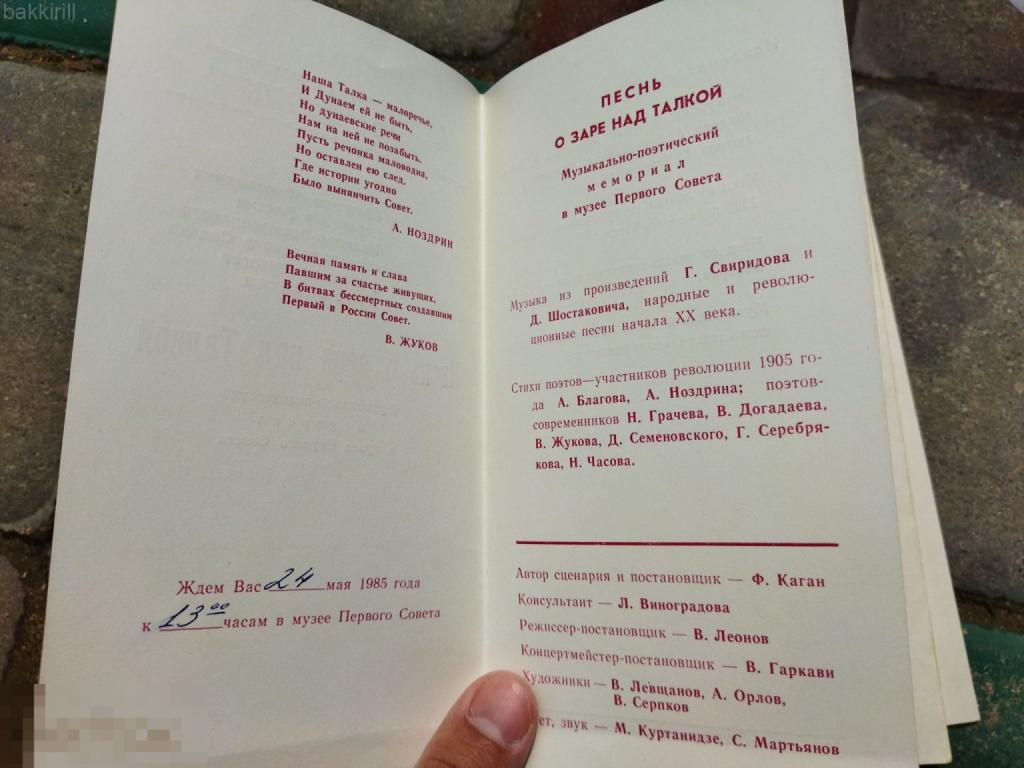 bakkirill
Наша Талка — малоречье,
И Дунаем ей не быть,
Но дунаевские речи
Нам на ней не позабыть.
Пусть речонка маловодна,
Но оставлен ею след.
Где истории угодно
Было вынянчить Совет.
А. НОЗДРИН
Вечная память и слава
Павшим за счастье живущих,
В битвах бессмертных создавшим
Первый в России Совет.
В. ЖУКОВ
Ждем Вас 24 мая 1985 года
к 13 00 часам в музее Первого Совета
ПЕСНЬ
О ЗАРЕ НАД ТАЛКОЙ
Музыкально-поэтический
мемориал
в музее Первого Совета
Музыка из произведений Г. Свиридова и
Д. Шостаковича, народные и револю-
ционные песни начала XX века.
Стихи поэтов—участников революции 1905 го-
да А. Благова, А. Ноздрина; поэтов-
современников Н. Грачева, В. Догадаева,
В. Жукова, Д. Семеновского, Г. Серебря-
кова, Н. Часова.
Автор сценария и постановщик — Ф. Каган
Консультант — Л. Виноградова
Режиссер-постановщик — В. Леонов
Концертмейстер-постановщик — В. Гаркави
Художники — В. Левщанов, А. Орлов,
В. Серпков
ет, звук — М. Куртанидзе, С. Мартьянов